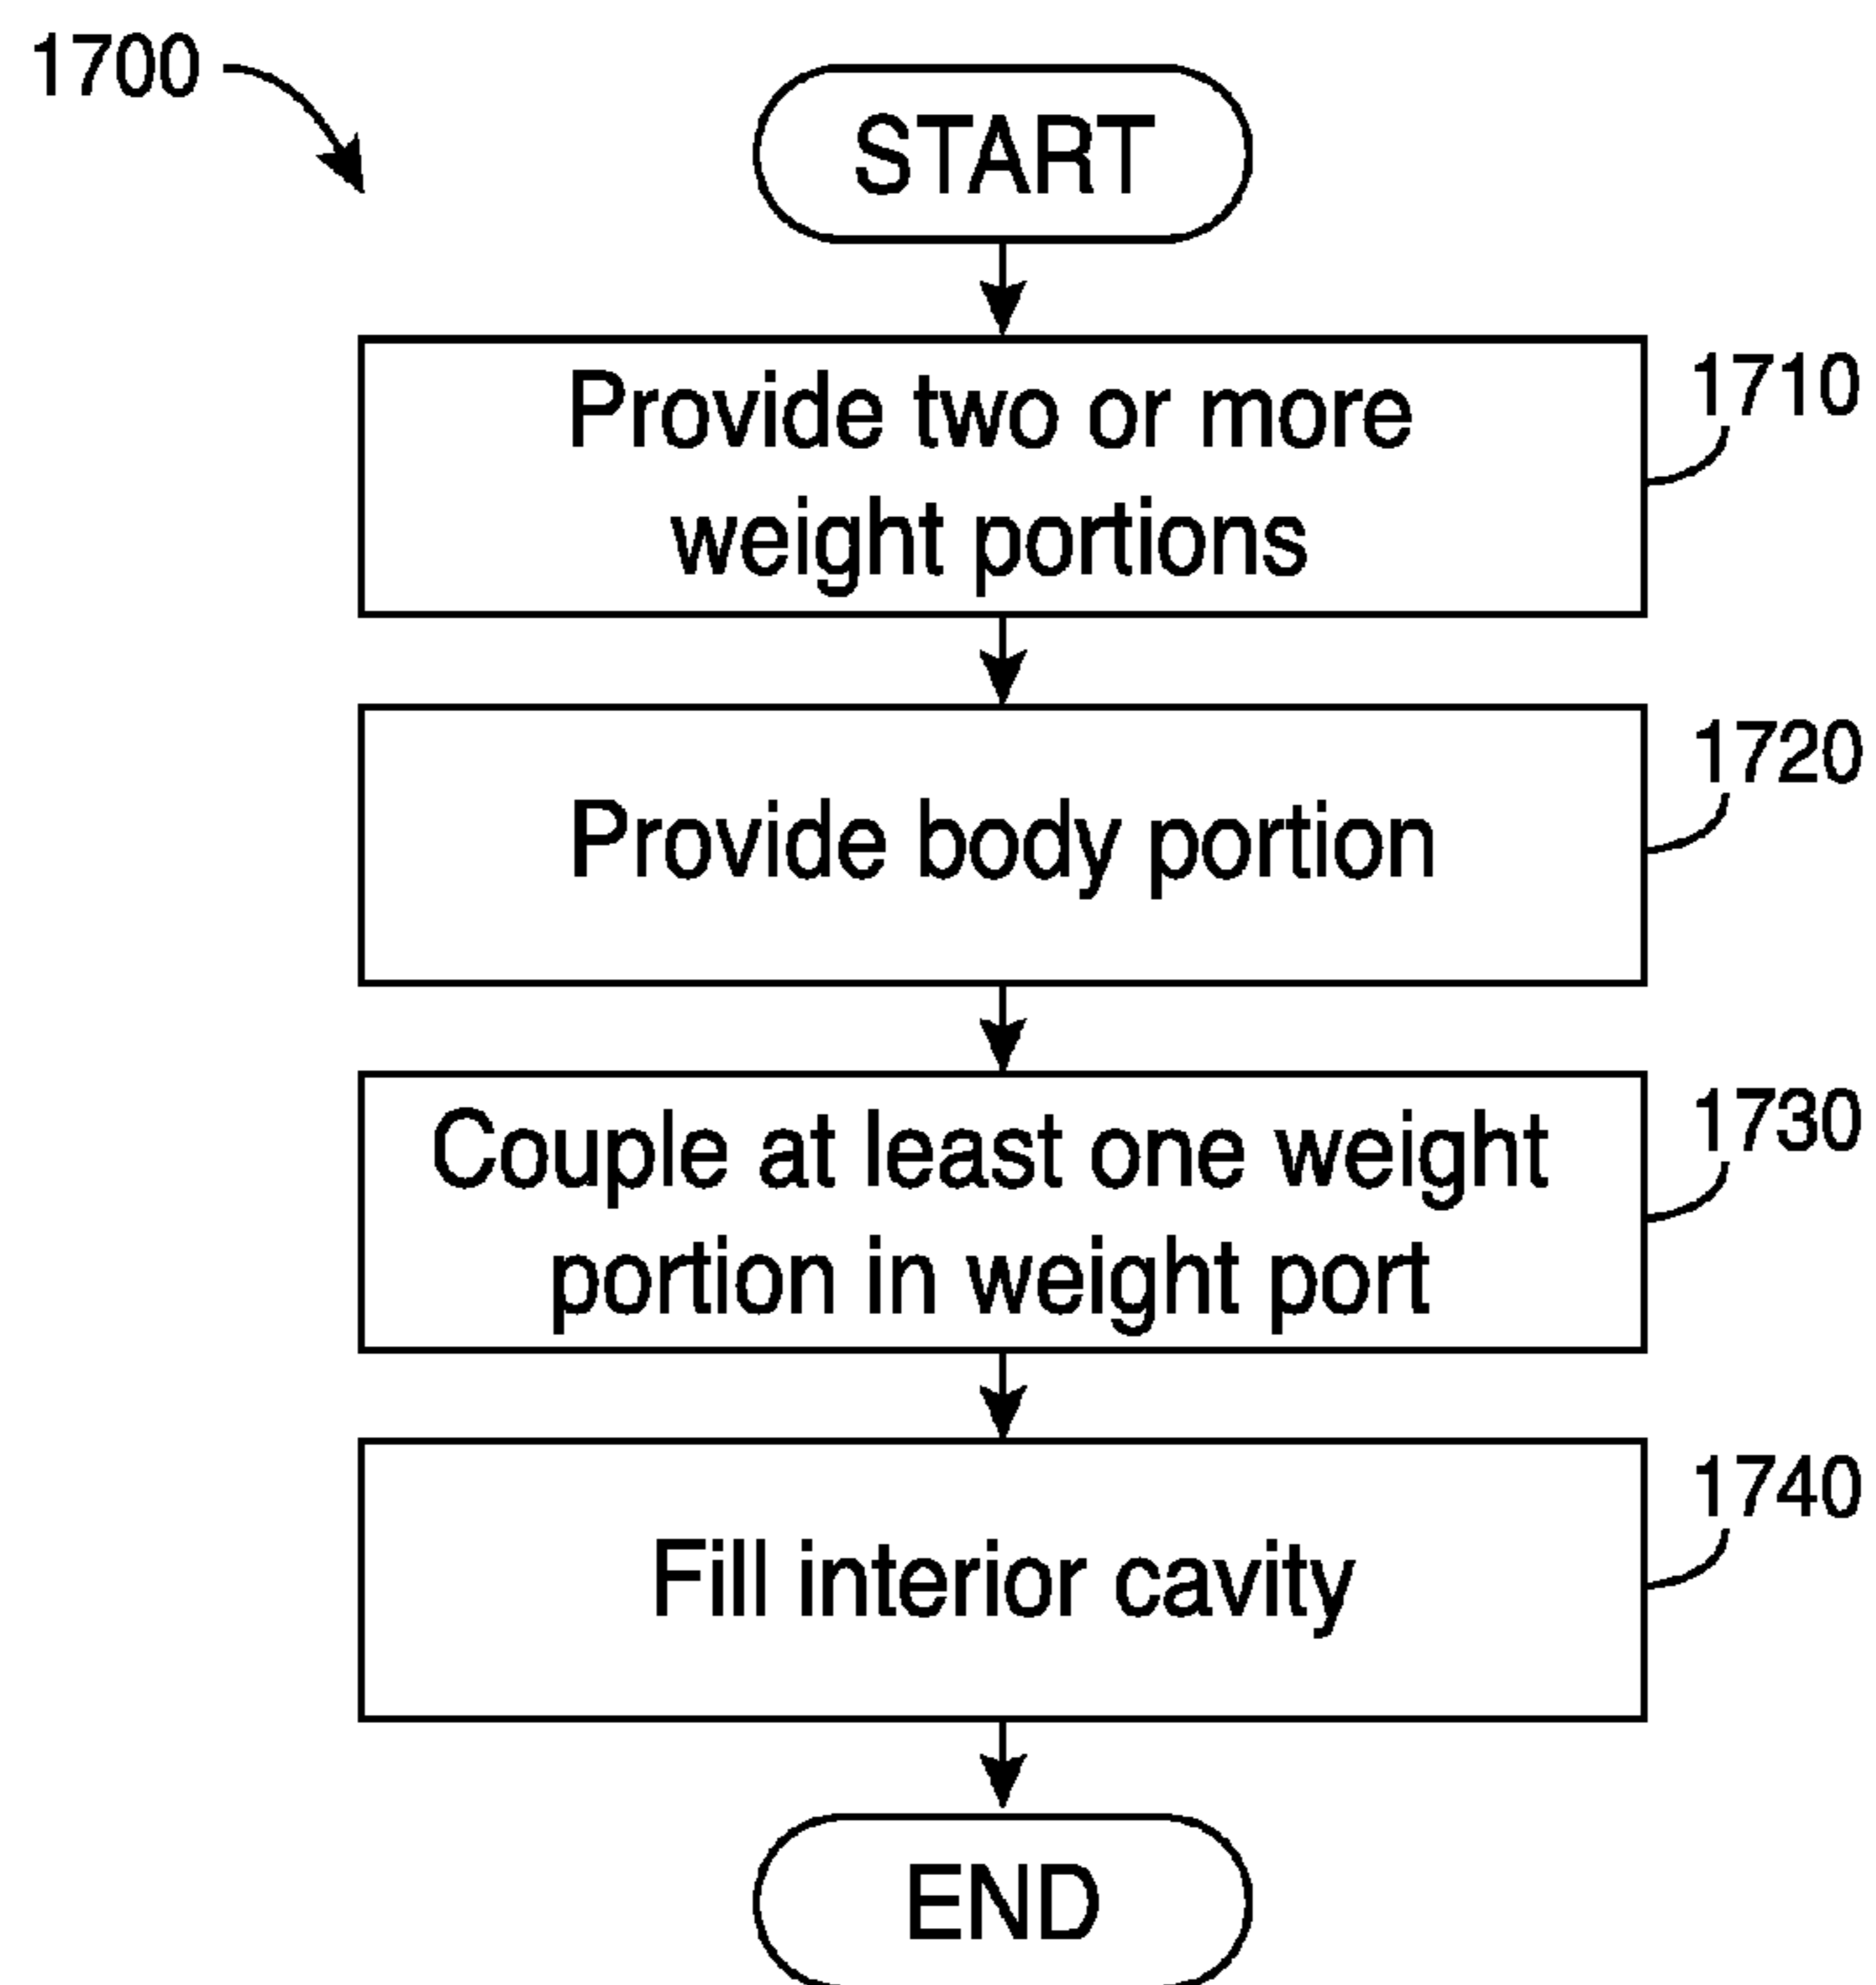 1700
START
Provide two or more
weight portions
1710
Provide body portion
1720
Couple at least one weight
portion in weight port
1730
Fill interior cavity
1740
END